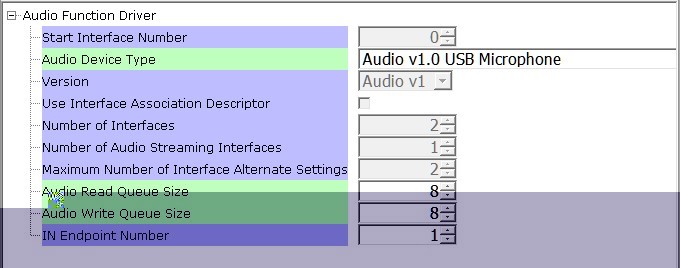 Audio Function Driver
Start Interface Number 0
Audio Device Type Audio v1.0 USB Microphone
Version Audio v1
Use Interface Association Descriptor
Number of Interfaces 2
Number of Audio Streaming Interfaces 1
Maximum Number of Interface Alternate Settings 2
Audio Read Queue Size 8
Audio Write Queue Size 8
IN Endpoint Number 1